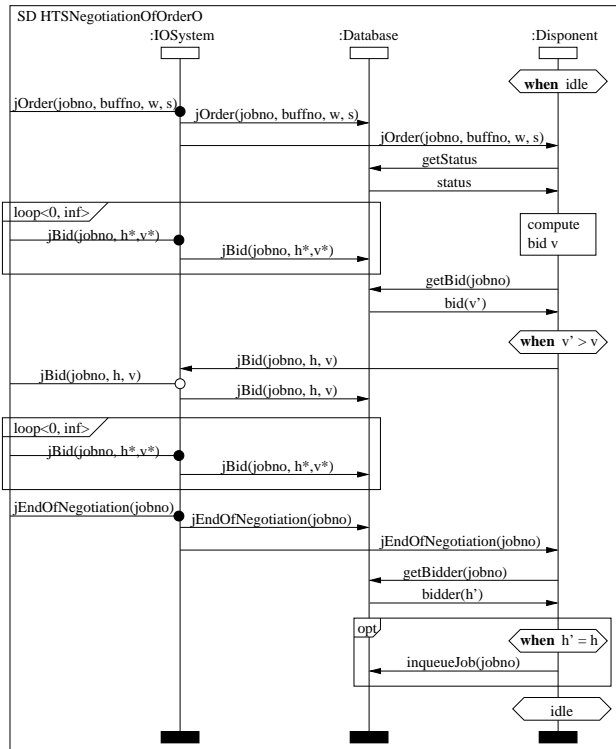 SD HTSNegotiationOfOrderO
:IOSystem :Database :Disponent
when idle
jOrder(jobno, buffno, w, s)
jOrder(jobno, buffno, w, s)
jOrder(jobno, buffno, w, s)
getStatus
status
loop<0, inf>
compute
bid v
jBid(jobno, h*,v*)
jBid(jobno, h*,v*)
getBid(jobno)
bid(v')
when v' > v
jBid(jobno, h, v)
jBid(jobno, h, v)
jBid(jobno, h, v)
loop<0, inf>
jBid(jobno, h*,v*)
jBid(jobno, h*,v*)
jEndOfNegotiation(jobno)
jEndOfNegotiation(jobno)
jEndOfNegotiation(jobno)
getBidder(jobno)
bidder(h')
opt
when h' = h
inqueueJob(jobno)
idle